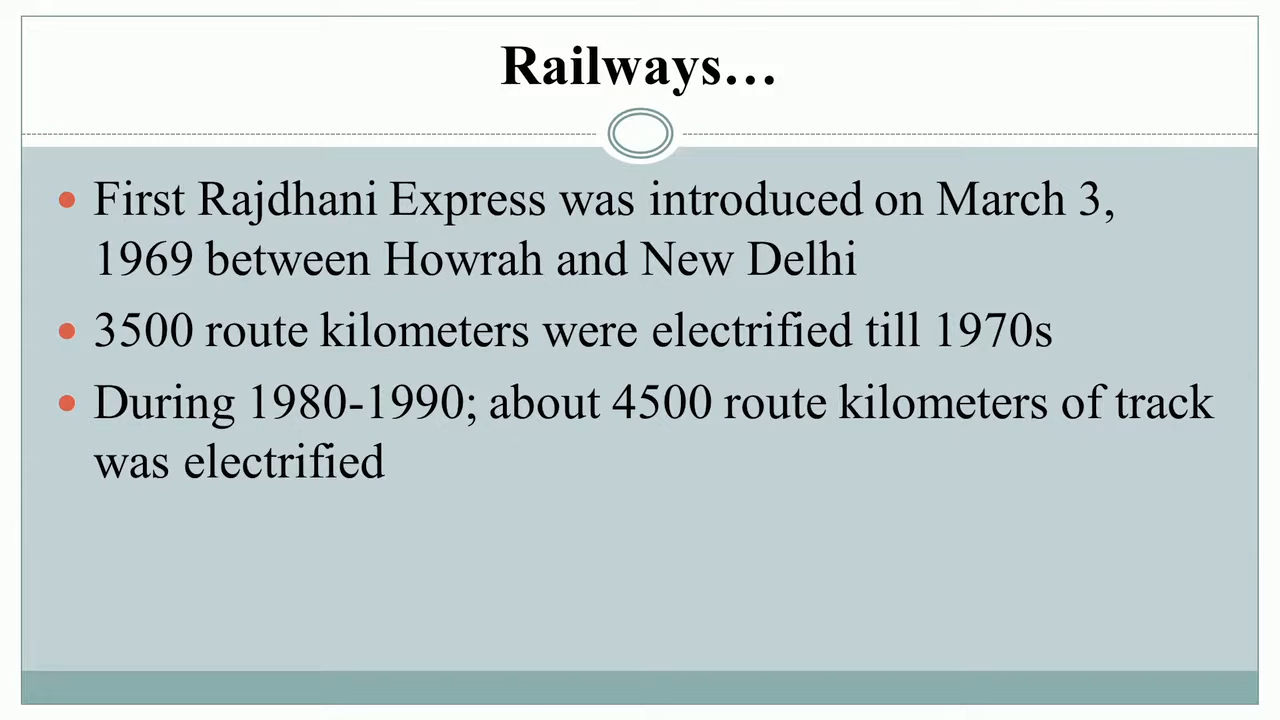 Railways…
• First Rajdhani Express was introduced on March 3,
1969 between Howrah and New Delhi
• 3500 route kilometers were electrified till 1970s
• During 1980-1990; about 4500 route kilometers of track
was electrified